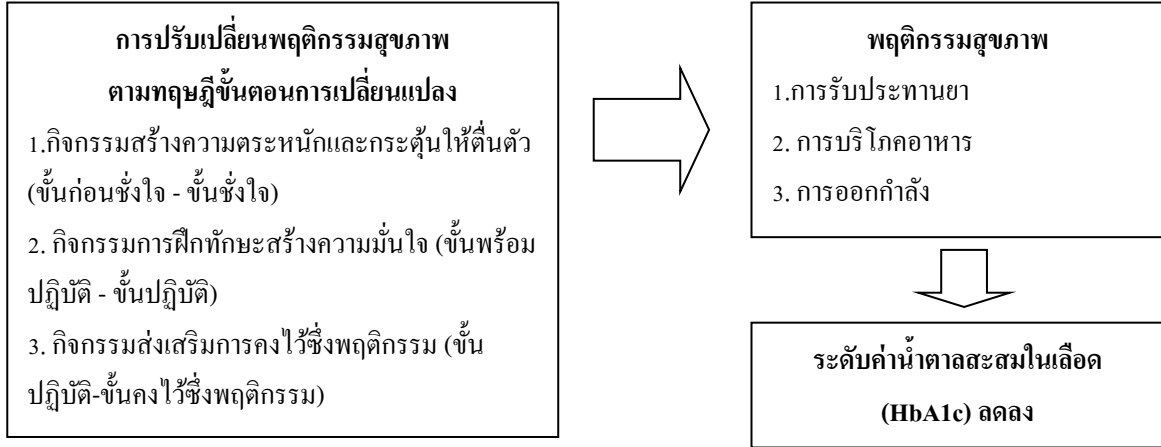 การปรับเปลี่ยนพฤติกรรมสุขภาพ
ตามทฤษฎีขั้นตอนการเปลี่ยนแปลง
1.กิจกรรมสร้างความตระหนักและกระตุ้นให้ตื่นตัว
(ขั้นก่อนชั่งใจ - ขั้นชั่งใจ)
2. กิจกรรมการฝึกทักษะสร้างความมั่นใจ (ขั้นพร้อม
ปฏิบัติ - ขั้นปฏิบัติ)
3. กิจกรรมส่งเสริมการคงไว้ซึ่งพฤติกรรม (ขั้น
ปฏิบัติ-ขั้นคงไว้ซึ่งพฤติกรรม)
พฤติกรรมสุขภาพ
1.การรับประทานยา
2. การบริโภคอาหาร
3. การออกกำลัง
ระดับค่าน้ำตาลสะสมในเลือด
(HbA1c) ลดลง